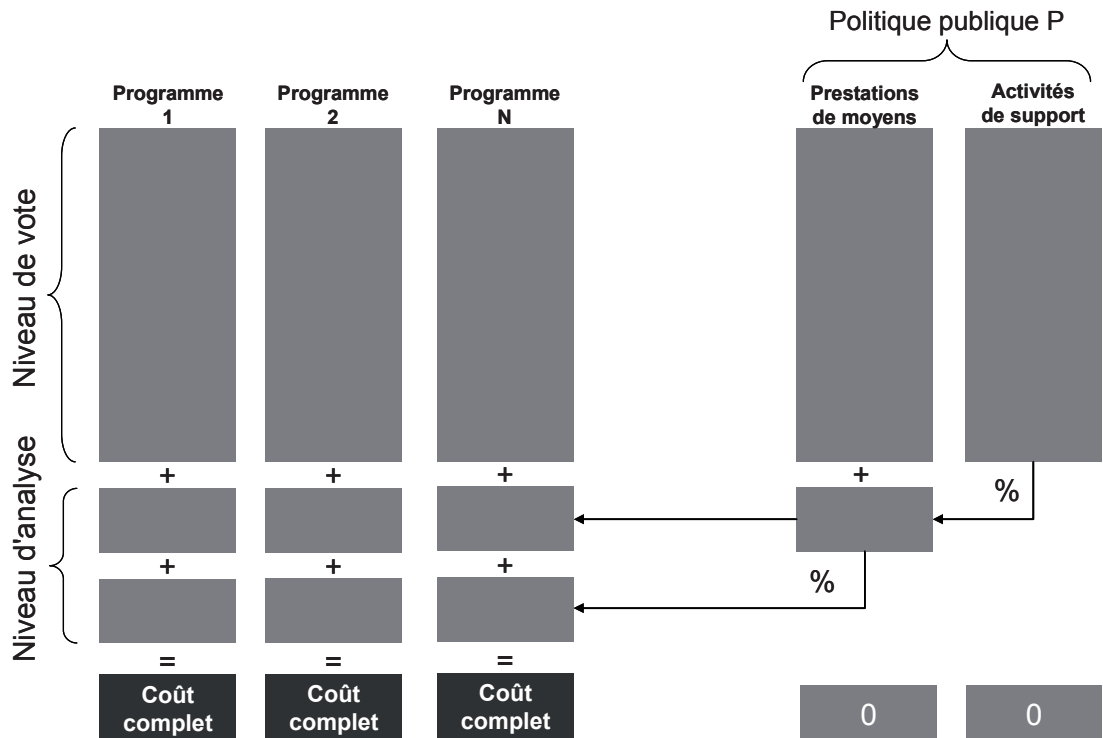 Politique publique P
Programme
1
Programme
2
Programme
N
Prestations
de moyens
Activités
de support
Niveau de vote
Niveau d'analyse
+
+
+
+
%
+
+
+
%
=
=
=
Coût
complet
Coût
complet
Coût
complet
0
0